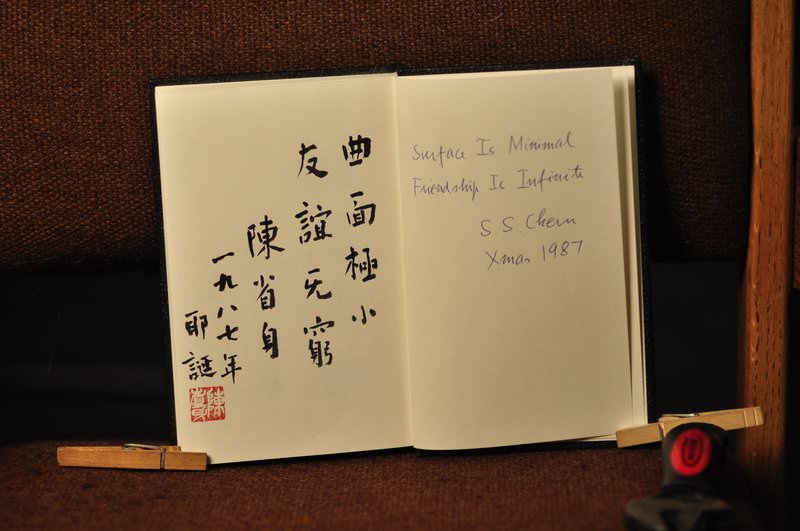 曲面極小
友誼无窮
陳省身
一九八七年
耶誕
Surface Is Minimal
Friendship Is Infinite
S. S. Chern
Xmas 1987